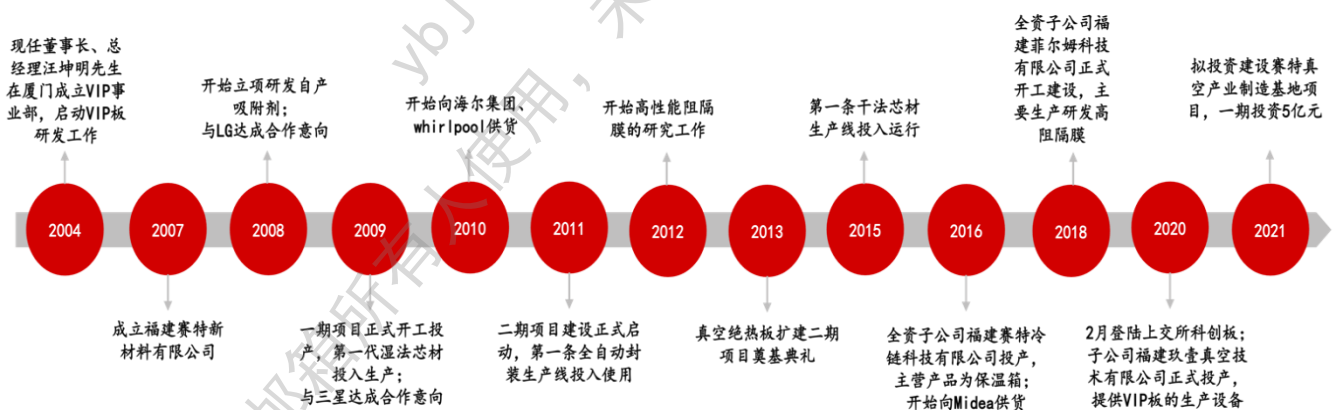 现任董事长、总
经理汪坤明先生
在厦门成立VIP事
业部，启动VIP板
研发工作
开始立项研发自产
吸附剂；
与LG达成合作意向
开始向海尔集团、
whirlpool供货
开始高性能阻隔
膜的研究工作
第一条干法芯材
生产线投入运行
全资子公司福
建菲尔姆科技
有限公司正式
开工建设，主
要生产研发高
阻隔膜
拟投资建设赛特真
空产业制造基地项
目，一期投资5亿元
2004
2007
2008
2009
2010
2011
2012
2013
2015
2016
2018
2020
2021
成立福建赛特新
材料有限公司
一期项目正式开工投
产，第一代湿法芯材
投入生产；
与三星达成合作意向
二期项目建设正式启
动，第一条全自动封
装生产线投入使用
真空绝热板扩建二期
项目奠基典礼
全资子公司福建赛特冷
链科技有限公司投产，
主营产品为保温箱；
开始向Midea供货
2月登陆上交所科创板；
子公司福建玖壹真空技
术有限公司正式投产，
提供VIP板的生产设备
邮箱所有人使用，